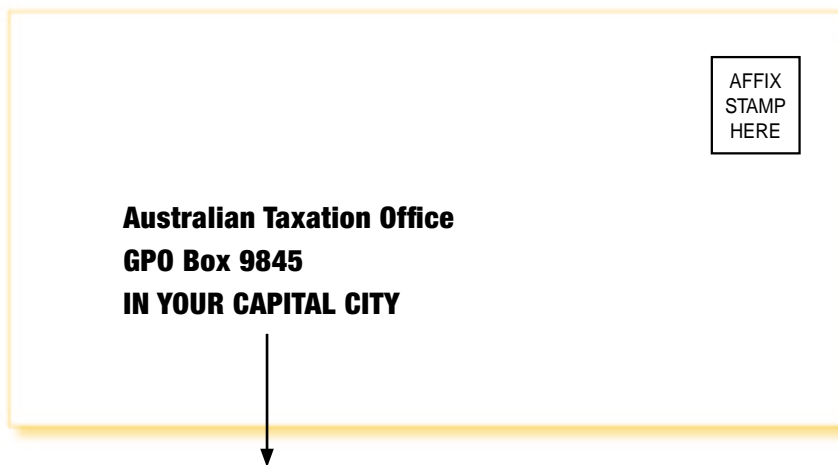 AFFIX
STAMP
HERE
Australian Taxation Office
GPO Box 9845
IN YOUR CAPITAL CITY